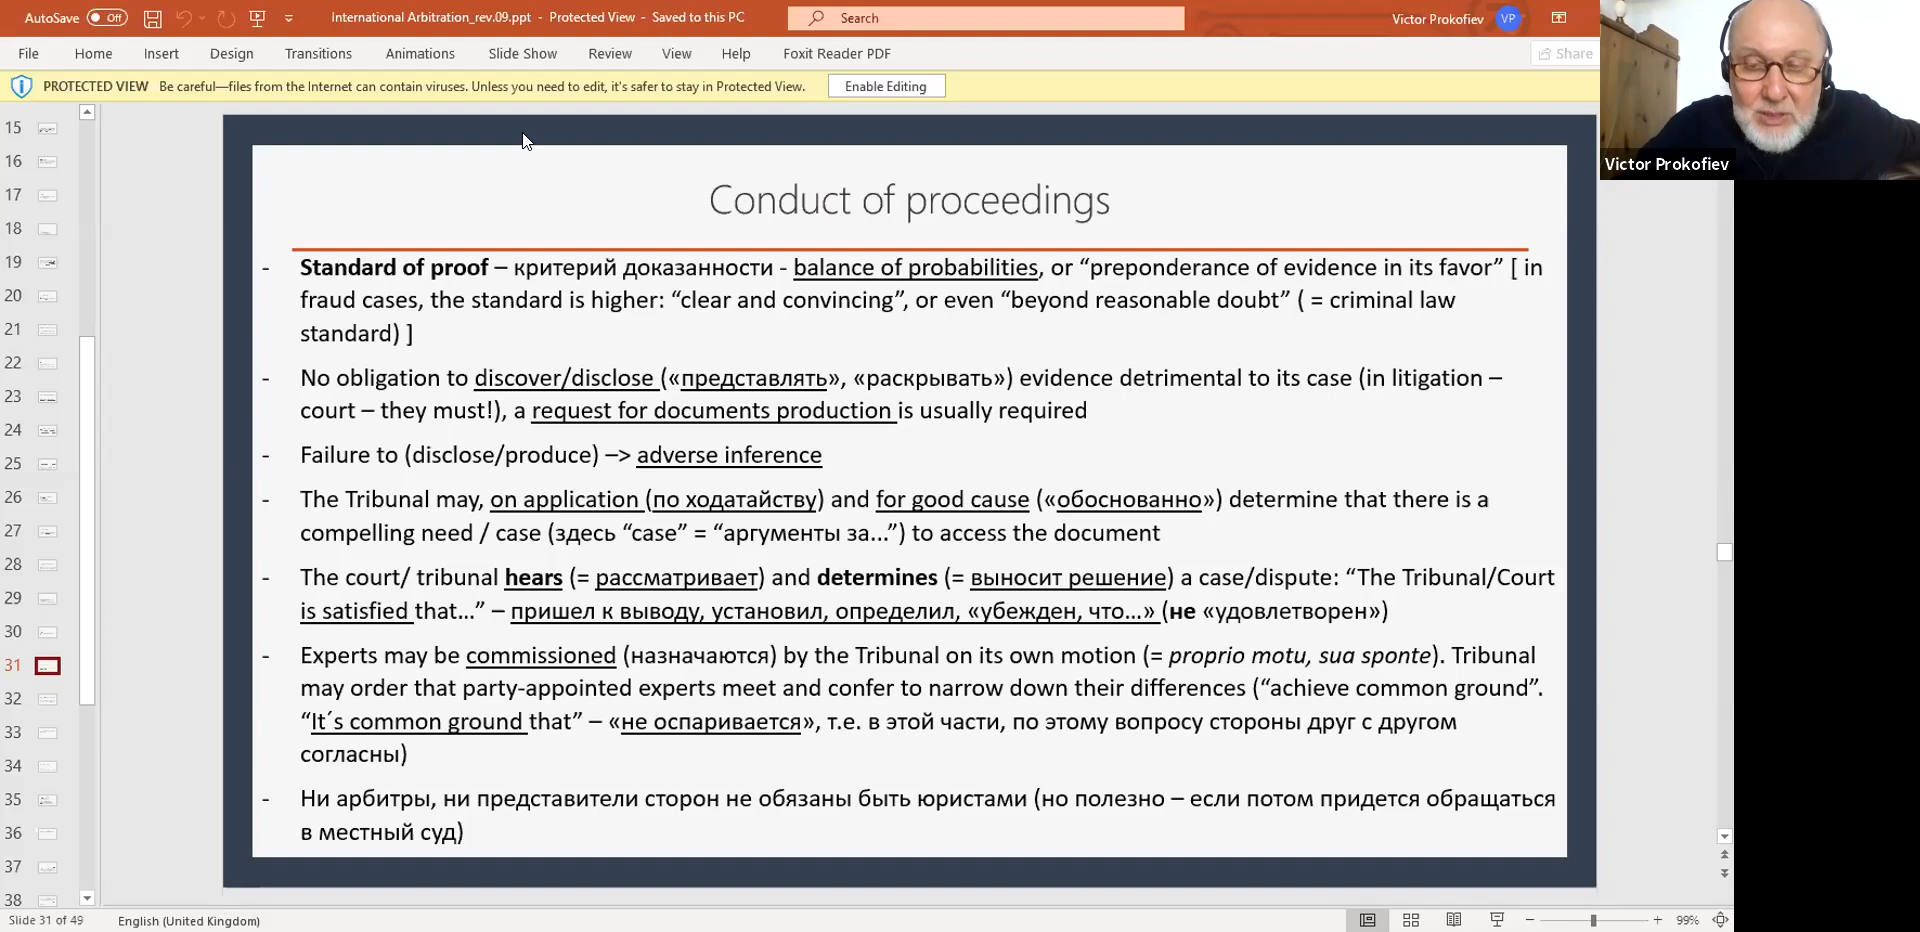 AutoSave Off International Arbitration_rev.09.ppt - Protected View - Saved to this PC Search Victor Prokofiev VP
File Home Insert Design Transitions Animations Slide Show Review View Help Foxit Reader PDF Share
PROTECTED VIEW Be careful—files from the Internet can contain viruses. Unless you need to edit, it's safer to stay in Protected View. Enable Editing
Victor Prokofiev
15
16
17
18
19
20
21
22
23
24
25
26
27
28
29
30
31
32
33
34
35
36
37
38
Conduct of proceedings
- Standard of proof – критерий доказанности - balance of probabilities, or “preponderance of evidence in its favor” [ in
fraud cases, the standard is higher: “clear and convincing”, or even “beyond reasonable doubt” ( = criminal law
standard) ]
- No obligation to discover/disclose («представлять», «раскрывать») evidence detrimental to its case (in litigation –
court – they must!), a request for documents production is usually required
- Failure to (disclose/produce) –> adverse inference
- The Tribunal may, on application (по ходатайству) and for good cause («обоснованно») determine that there is a
compelling need / case (здесь “case” = “аргументы за...”) to access the document
- The court/ tribunal hears (= рассматривает) and determines (= выносит решение) a case/dispute: “The Tribunal/Court
is satisfied that...” – пришел к выводу, установил, определил, «убежден, что...» (не «удовлетворен»)
- Experts may be commissioned (назначаются) by the Tribunal on its own motion (= proprio motu, sua sponte). Tribunal
may order that party-appointed experts meet and confer to narrow down their differences (“achieve common ground”.
“It´s common ground that” – «не оспаривается», т.е. в этой части, по этому вопросу стороны друг с другом
согласны)
- Ни арбитры, ни представители сторон не обязаны быть юристами (но полезно – если потом придется обращаться
в местный суд)
Slide 31 of 49 English (United Kingdom) 99%